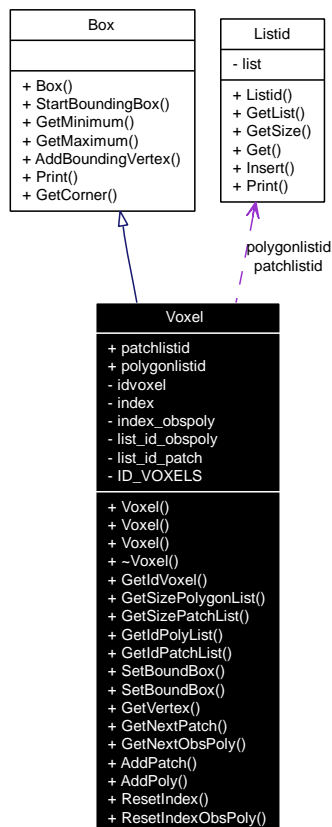 Box
+ Box()
+ StartBoundingBox()
+ GetMinimum()
+ GetMaximum()
+ AddBoundingVertex()
+ Print()
+ GetCorner()
Listid
- list
+ Listid()
+ GetList()
+ GetSize()
+ Get()
+ Insert()
+ Print()
polygonlistid
patchlistid
Voxel
+ patchlistid
+ polygonlistid
- idvoxel
- index
- index_obspoly
- list_id_obspoly
- list_id_patch
- ID_VOXELS
+ Voxel()
+ Voxel()
+ Voxel()
+ ~Voxel()
+ GetIdVoxel()
+ GetSizePolygonList()
+ GetSizePatchList()
+ GetIdPolyList()
+ GetIdPatchList()
+ SetBoundBox()
+ SetBoundBox()
+ GetVertex()
+ GetNextPatch()
+ GetNextObsPoly()
+ AddPatch()
+ AddPoly()
+ ResetIndex()
+ ResetIndexObsPoly()